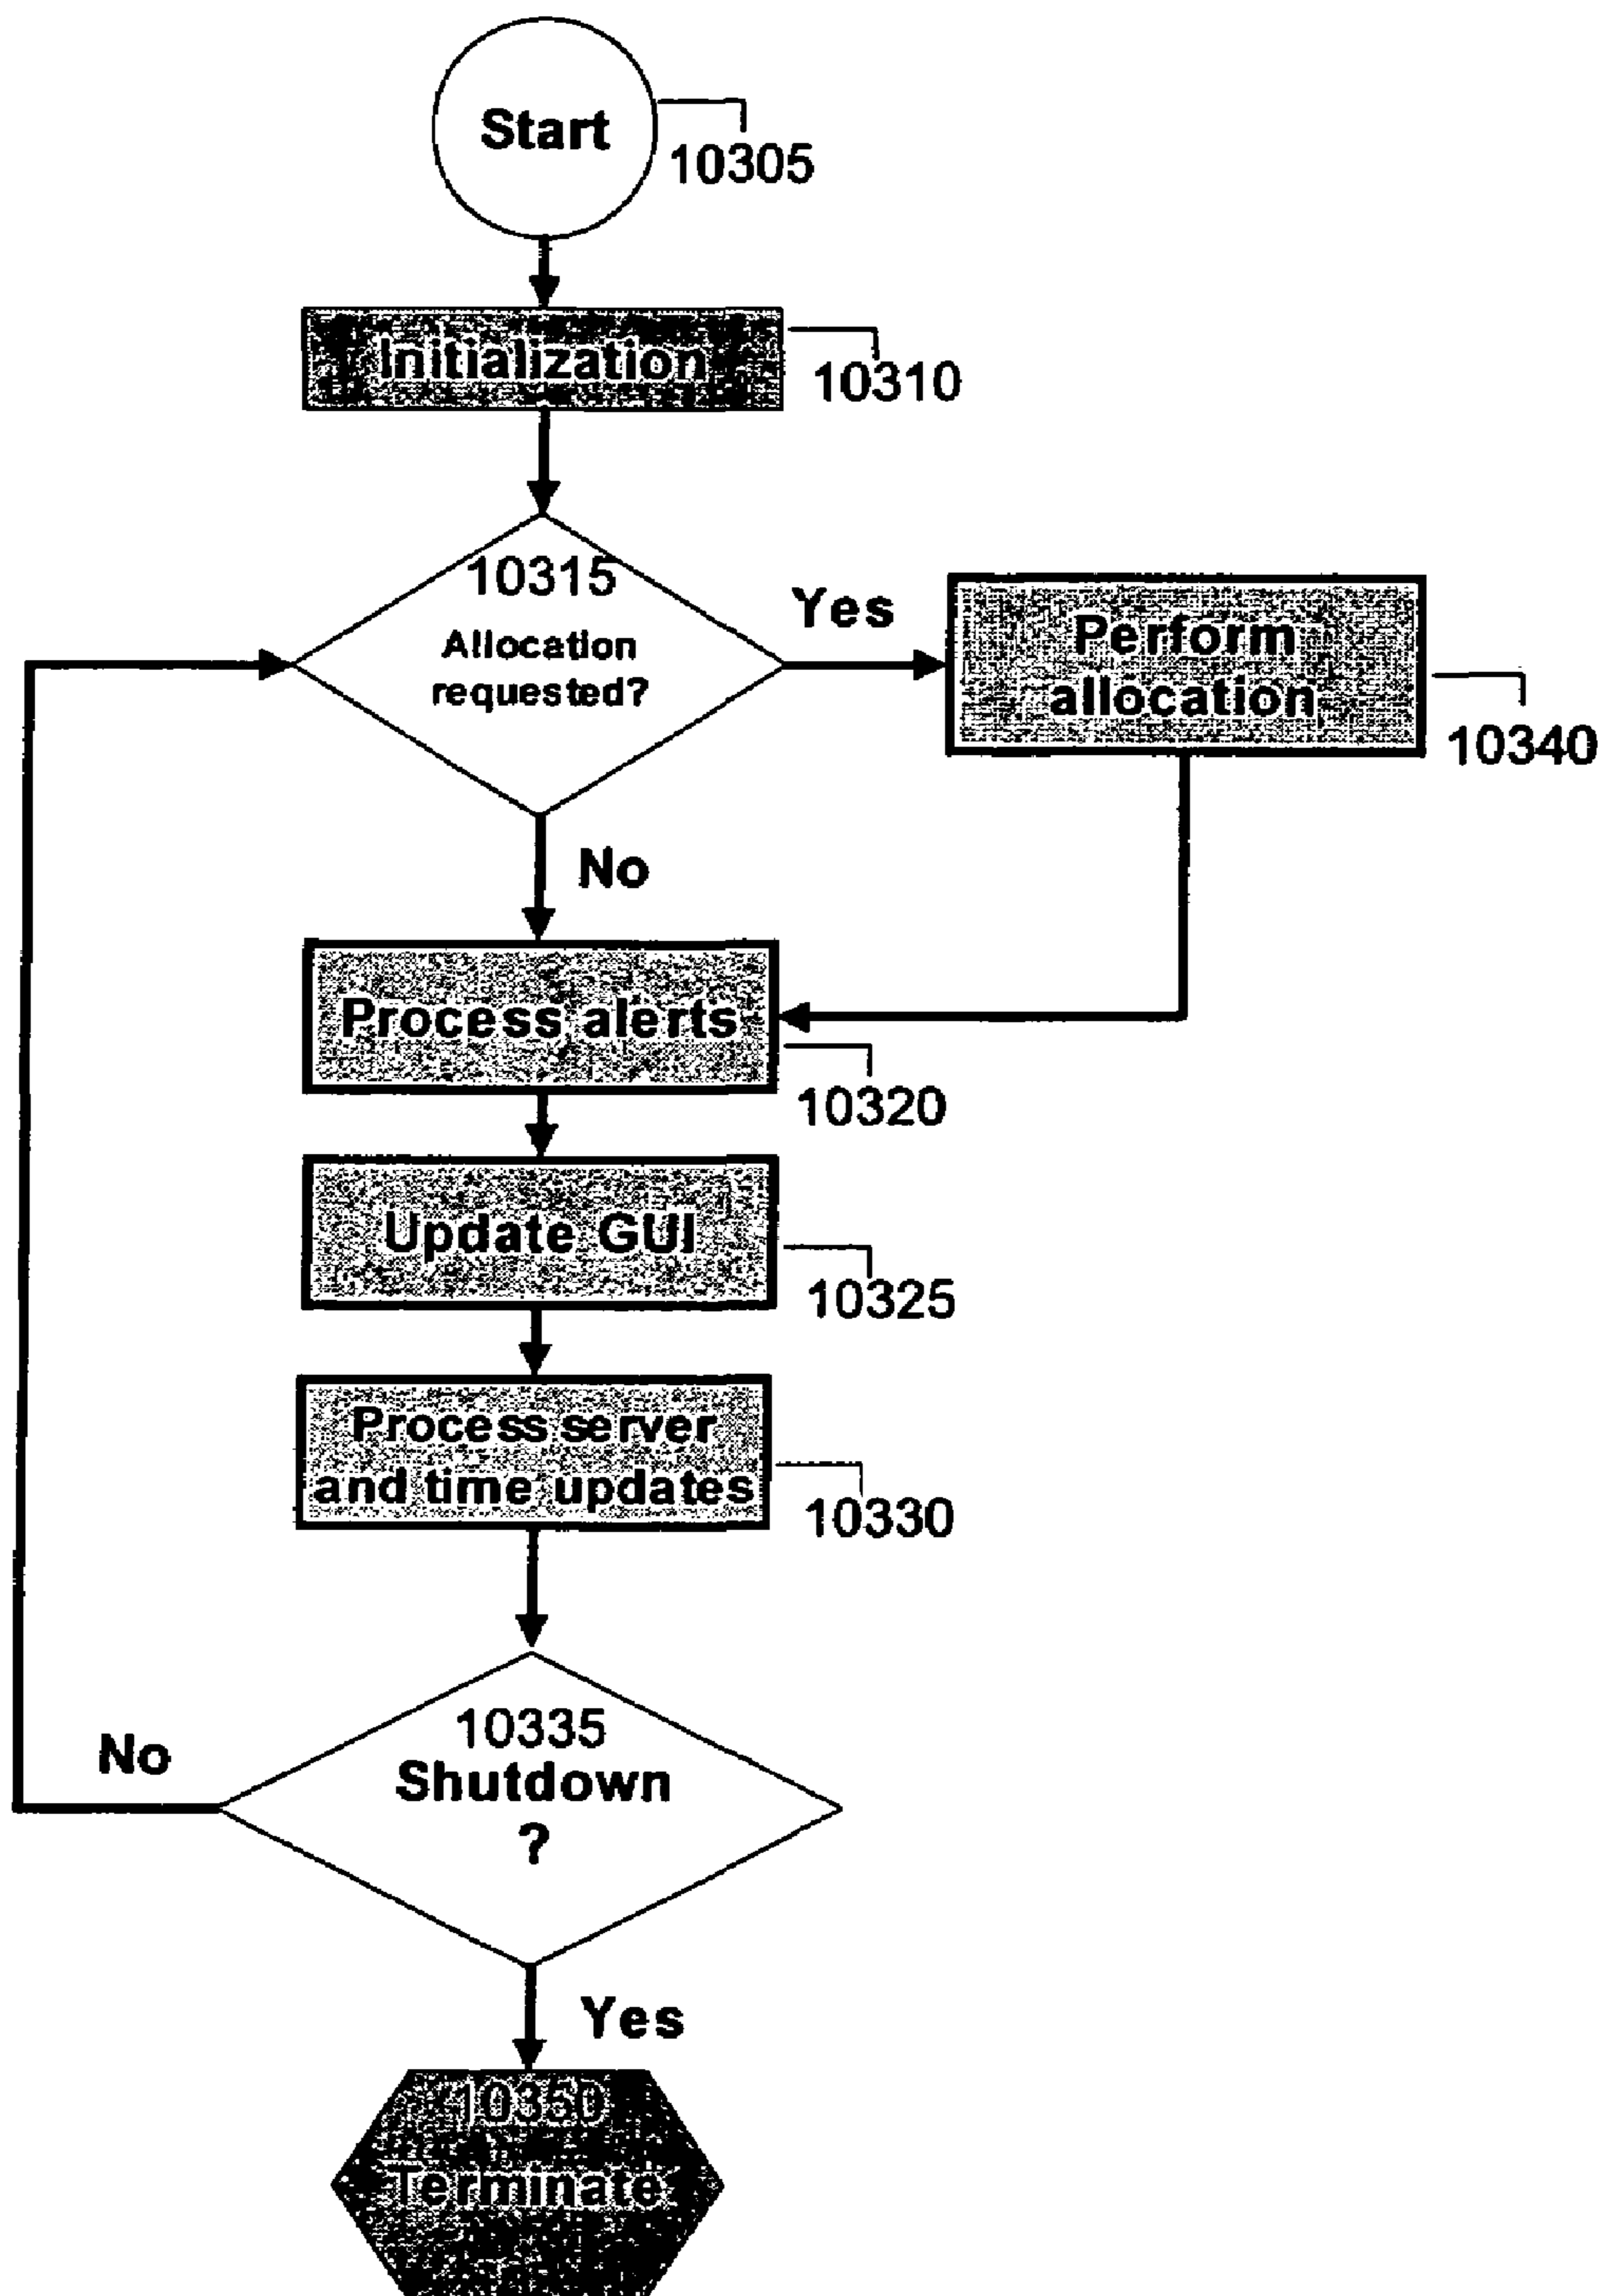 Start
10305
Initialization
10310
10315
Allocation
requested?
Yes
Perform
allocation
10340
No
Process alerts
10320
Update GUI
10325
Process server
and time updates
10330
10335
Shutdown
?
No
Yes
10350
Terminate